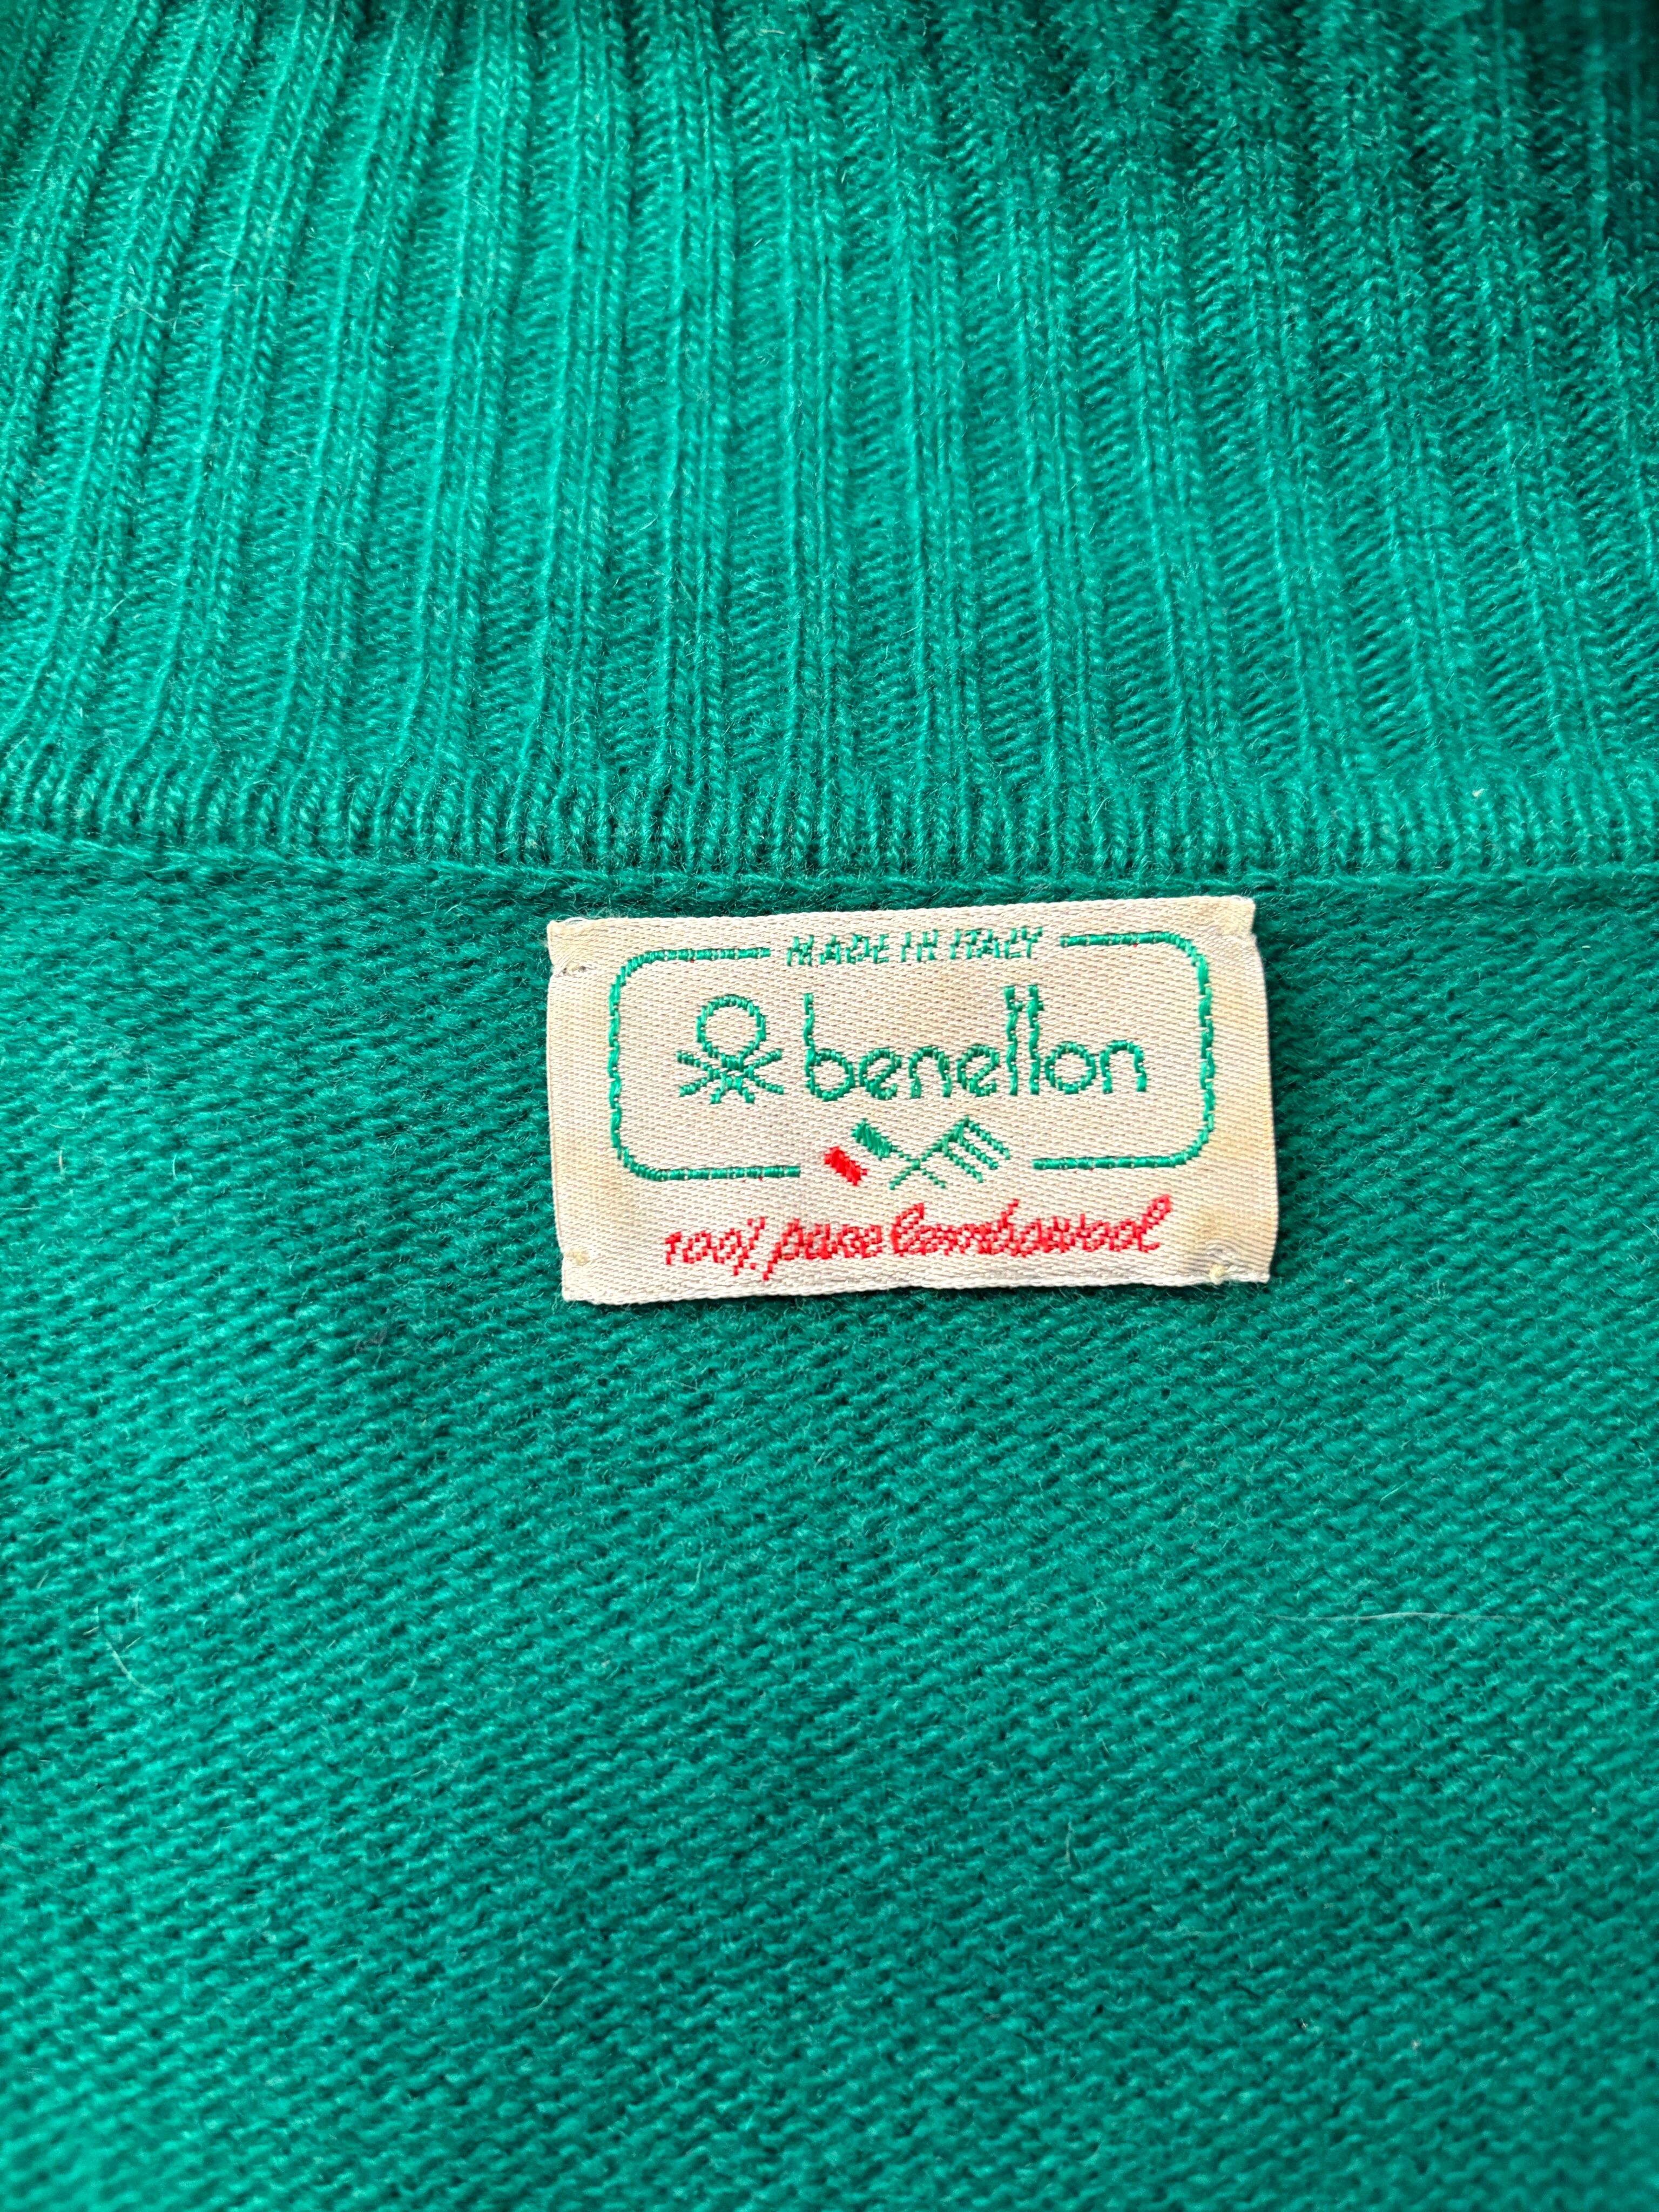 MADE IN ITALY
benetton
100% pure lambswool